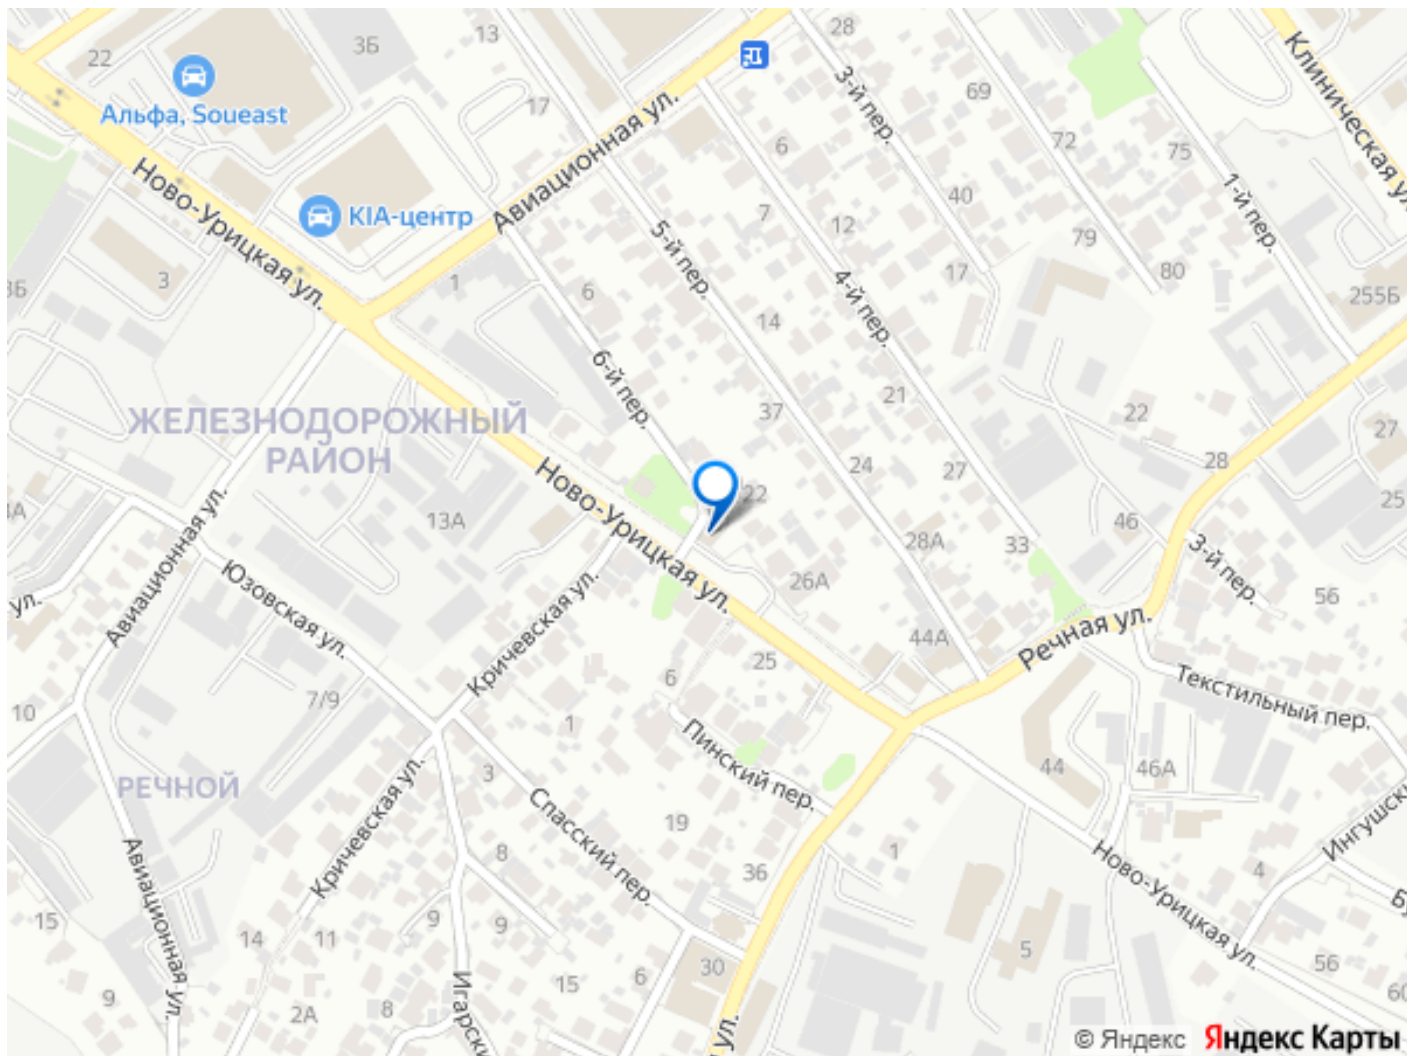 28
13
22
3Б
3-й пер.
69
Клиническая ул
Альфа, Soueast
17
6
72
75
Авиационная ул.
Ново-Урицкая ул.
1-й пер.
40
KIA-центр
7
12
79
5-й пер.
17
80
3
1
6
4-й пер.
3Б
14
255Б
6-й пер.
21
37
22
ЖЕЛЕЗНОДОРОЖНЫЙ
РАЙОН
27
24
27
28
22
25
Ново-Урицкая ул.
13А
46
Авиационная ул.
28А
33
3-й пер.
26А
56
ул.
Юзовская ул.
Кричевская ул.
44А
Речная ул.
25
6
Текстильный пер.
7/9
10
1
Пинский пер.
44
46А
РЕЧНОЙ
3
Спасский пер.
Кричевская ул.
19
Ингушск
8
1
36
4
Ново-Урицкая ул.
Авиационная ул.
9
9
15
14
11
5
56
30
6
15
60
9
2А
8
Игарски
ул.
© Яндекс Яндекс Карты